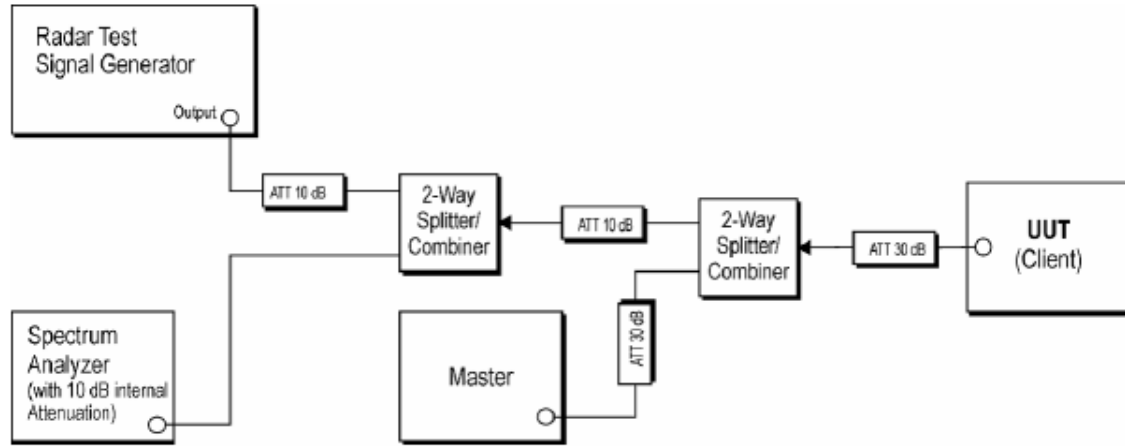 Radar Test
Signal Generator
Output
ATT 10 dB
2-Way
Splitter/
Combiner
ATT 10 dB
2-Way
Splitter/
Combiner
ATT 30 dB
UUT
(Client)
Spectrum
Analyzer
(with 10 dB internal
Attenuation)
Master
ATT 30 dB